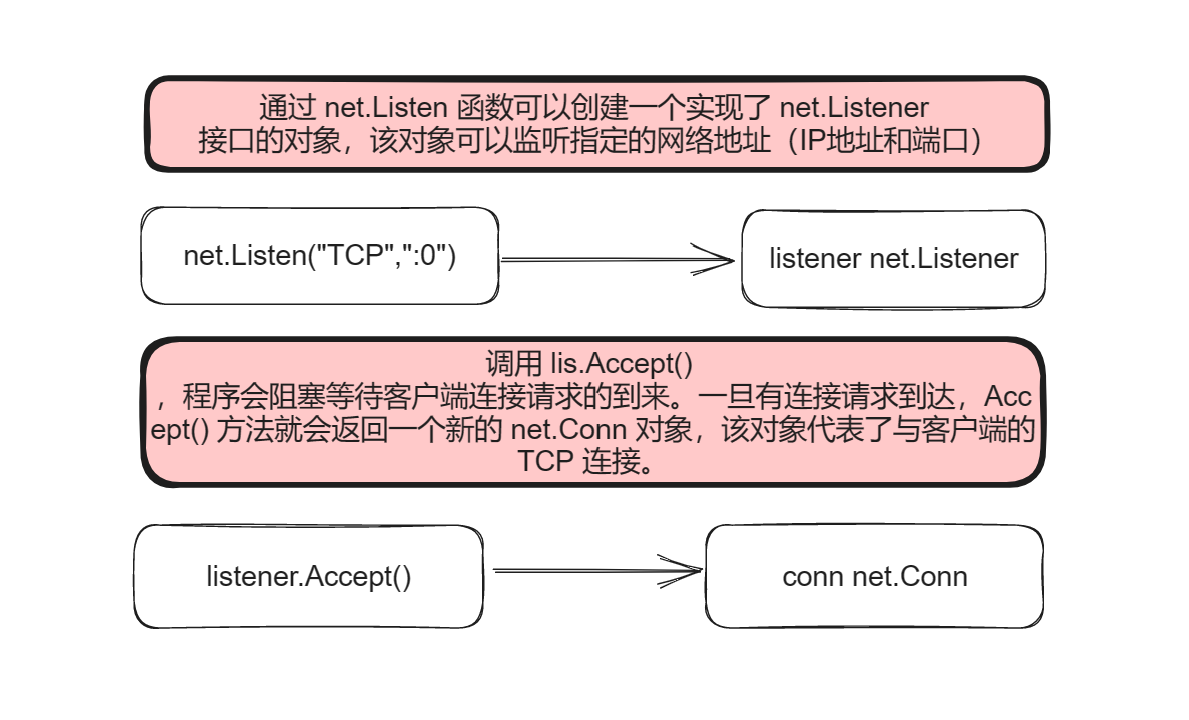 通过 net.Listen 函数可以创建一个实现了 net.Listener
接口的对象，该对象可以监听指定的网络地址（IP地址和端口）
net.Listen("TCP",":0")
listener net.Listener
调用 lis.Accept()
，程序会阻塞等待客户端连接请求的到来。一旦有连接请求到达，Acc
ept() 方法就会返回一个新的 net.Conn 对象，该对象代表了与客户端的
TCP 连接。
listener.Accept()
conn net.Conn